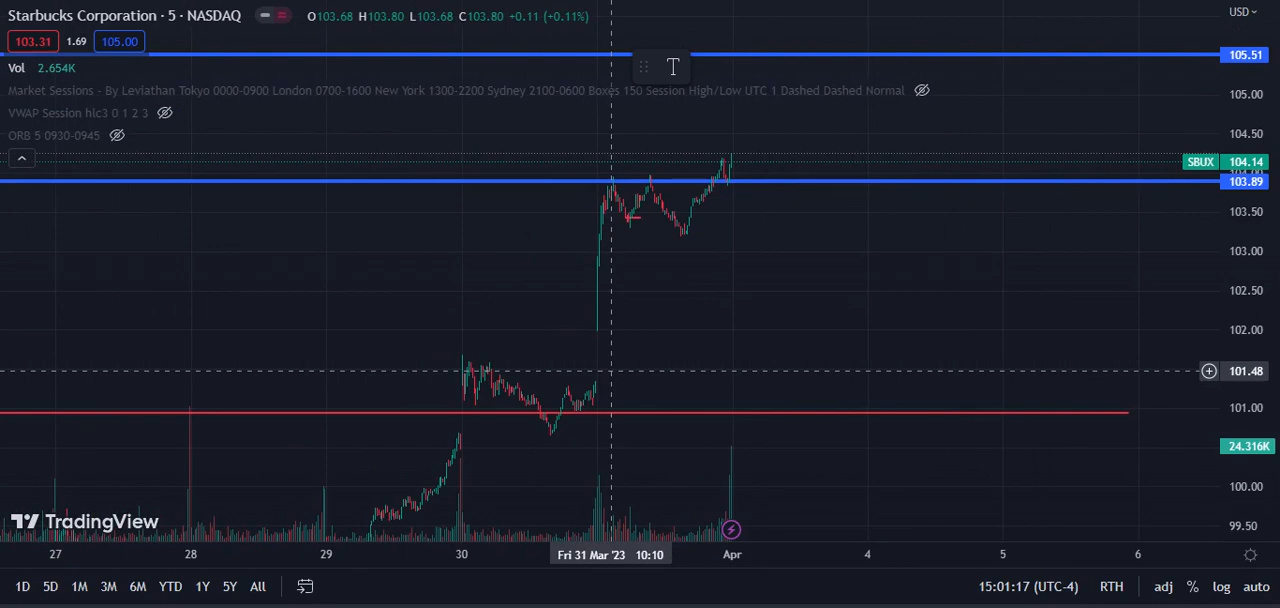 Starbucks Corporation · 5 · NASDAQ O103.68 H103.80 L103.68 C103.80 +0.11 (+0.11%) USD
103.31 1.69 105.00
105.51
Vol 2.654K
Market Sessions - By Leviathan Tokyo 0000-0900 London 0700-1600 New York 1300-2200 Sydney 2100-0600 Boxes 150 Session High/Low UTC 1 Dashed Dashed Normal
105.00
VWAP Session hlc3 0 1 2 3
ORB 5 0930-0945
104.50
SBUX 104.14
104.00
103.89
103.50
103.00
102.50
102.00
101.48
101.00
24.316K
100.00
TradingView
99.50
27 28 29 30 Fri 31 Mar '23 10:10 Apr 4 5 6
1D 5D 1M 3M 6M YTD 1Y 5Y All 15:01:17 (UTC-4) RTH adj % log auto